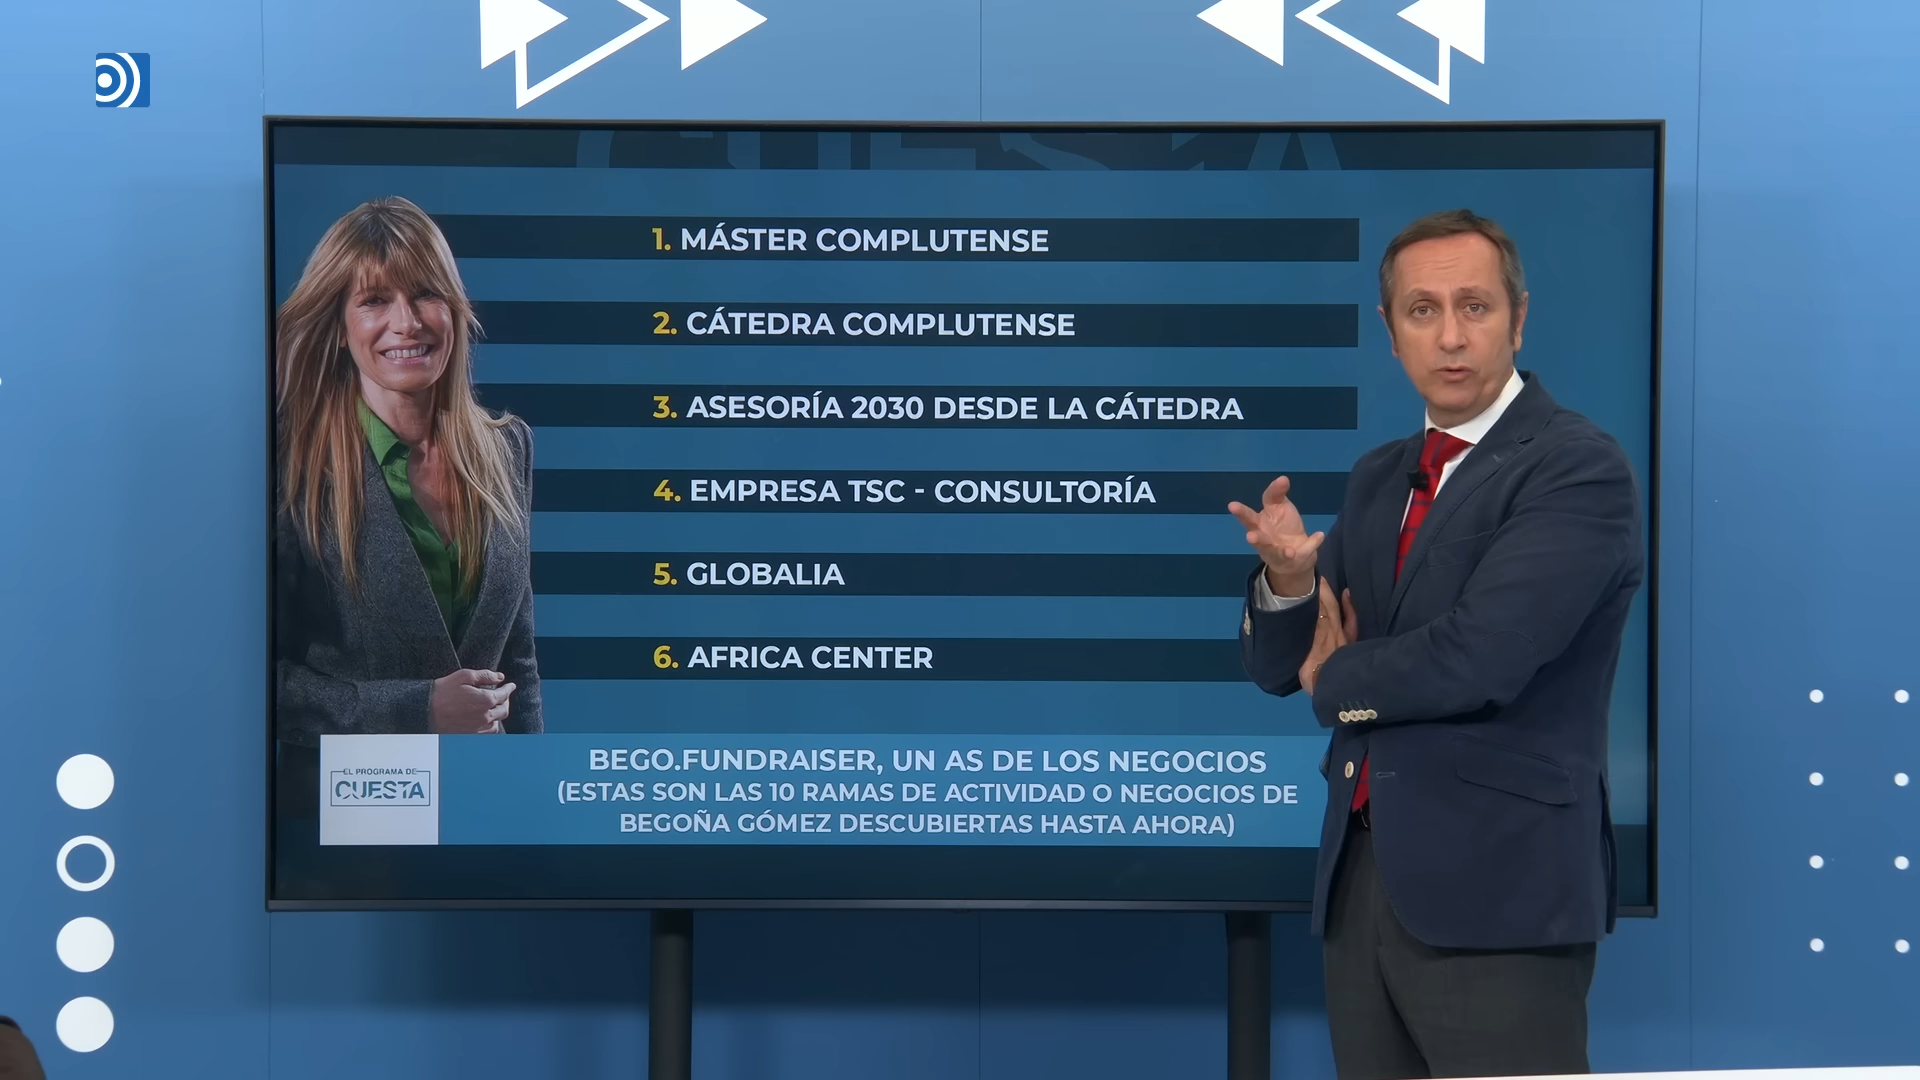 CUESTA
1. MÁSTER COMPLUTENSE
2. CÁTEDRA COMPLUTENSE
3. ASESORÍA 2030 DESDE LA CÁTEDRA
4. EMPRESA TSC - CONSULTORÍA
5. GLOBALIA
6. AFRICA CENTER
EL PROGRAMA DE
CUESTA
BEGO.FUNDRAISER, UN AS DE LOS NEGOCIOS
(ESTAS SON LAS 10 RAMAS DE ACTIVIDAD O NEGOCIOS DE
BEGOÑA GÓMEZ DESCUBIERTAS HASTA AHORA)